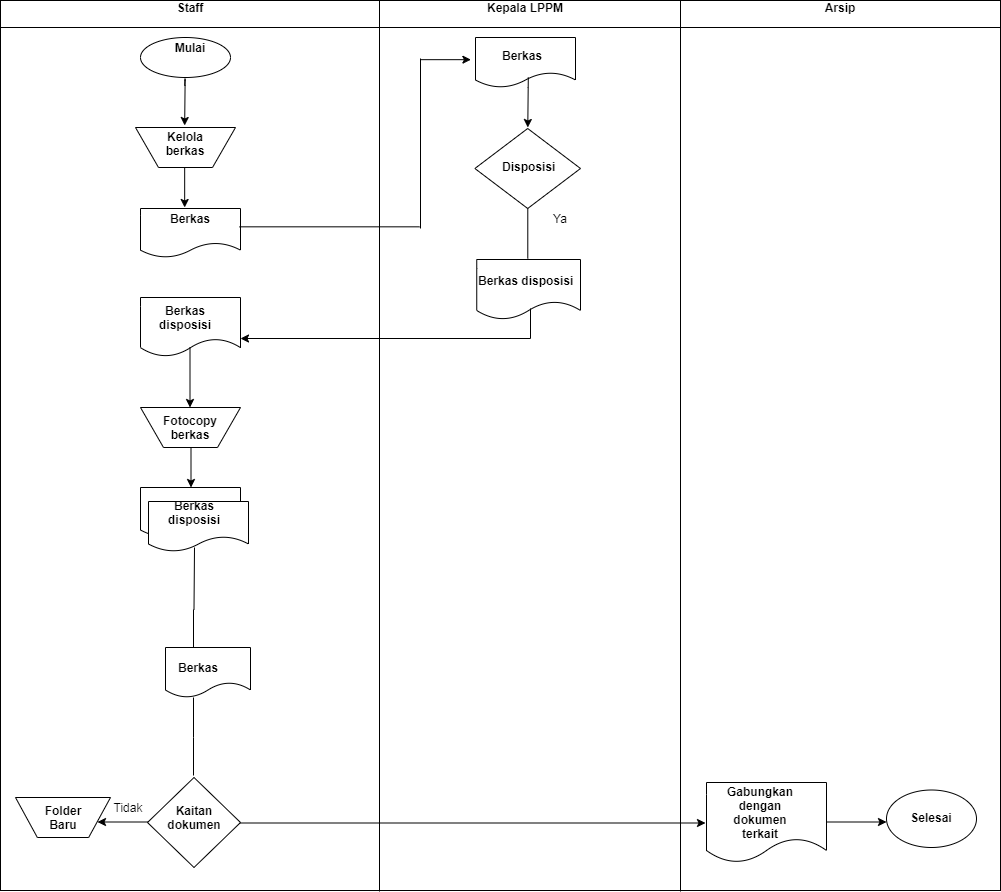 Staff
Kepala LPPM
Arsip
Mulai
Kelola
berkas
Berkas
Berkas
Disposisi
Ya
Berkas disposisi
Berkas
disposisi
Fotocopy
berkas
Berkas
disposisi
Berkas
Kaitan
dokumen
Tidak
Folder
Baru
Gabungkan
dengan
dokumen
terkait
Selesai